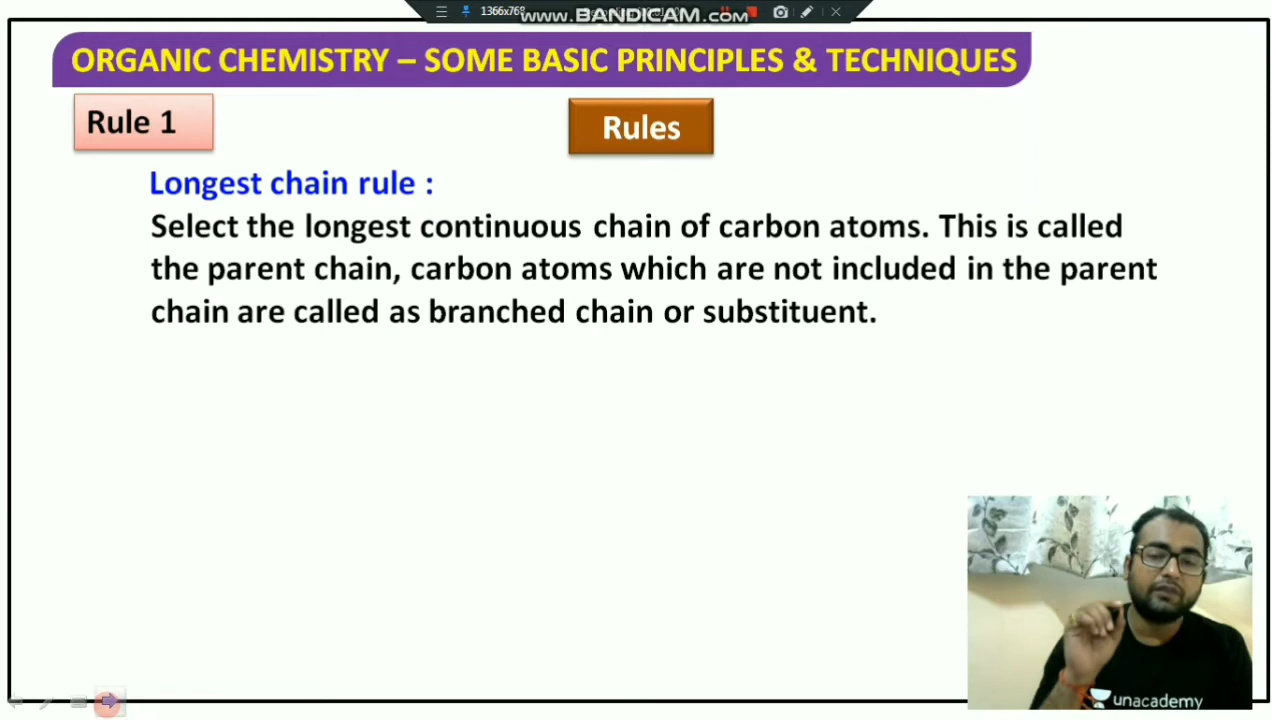 1366x768
www.BANDICAM.com
ORGANIC CHEMISTRY – SOME BASIC PRINCIPLES & TECHNIQUES
Rule 1
Rules
Longest chain rule :
Select the longest continuous chain of carbon atoms. This is called
the parent chain, carbon atoms which are not included in the parent
chain are called as branched chain or substituent.
unacademy